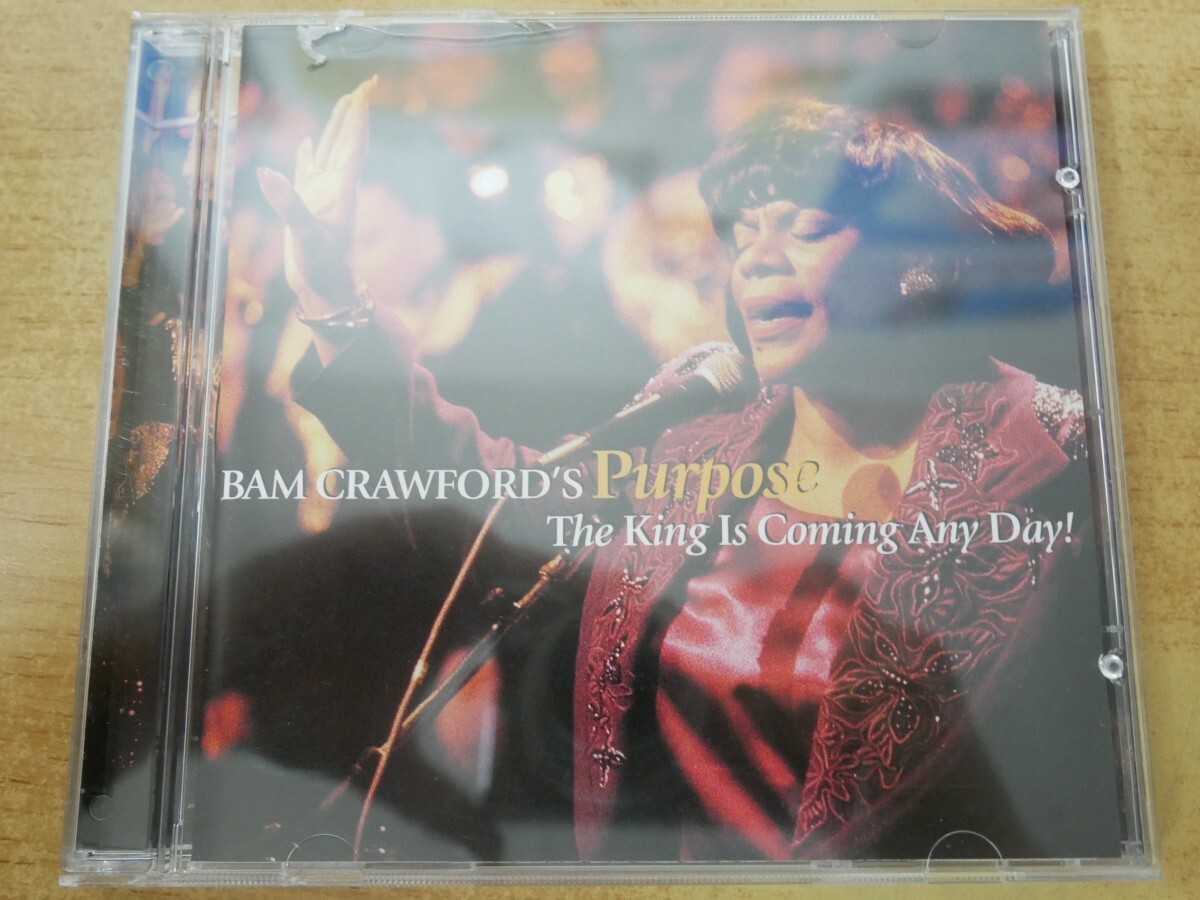 BAM CRAWFORD'S Purpose
The King Is Coming Any Day!